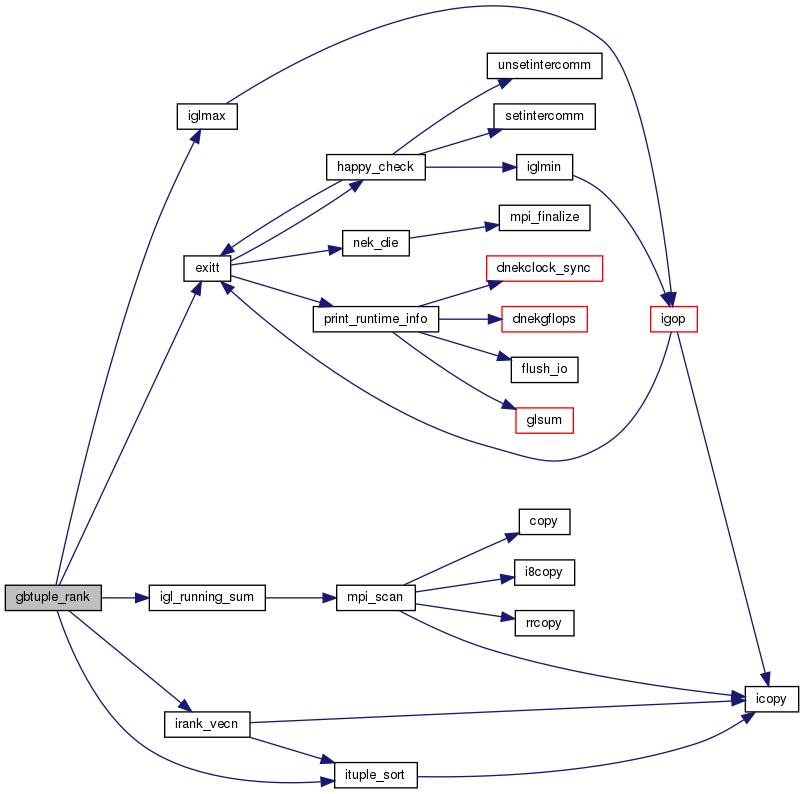 unsetintercomm
iglmax
setintercomm
happy_check
iglmin
mpi_finalize
nek_die
exitt
dnekclock_sync
print_runtime_info
dnekgflops
igop
flush_io
glsum
copy
i8copy
gbtuple_rank
igl_running_sum
mpi_scan
rrcopy
icopy
irank_vecn
ituple_sort